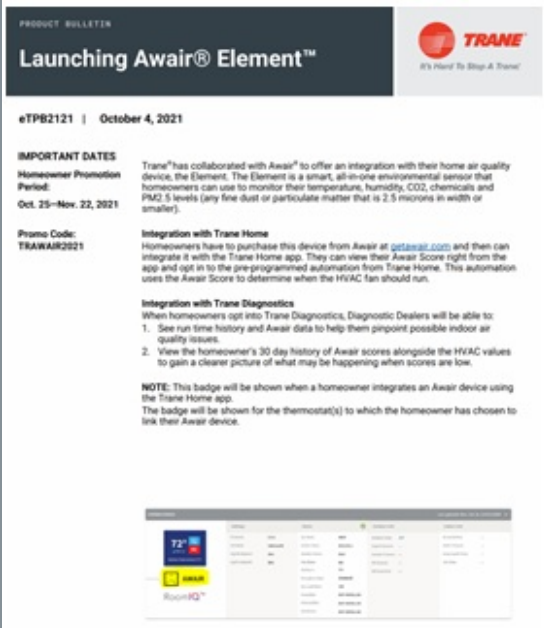 PRODUCT BULLETIN
Launching Awair® Element™
TRANE
It's Hard To Stop A Trane.
eTPB2121 | October 4, 2021
IMPORTANT DATES
Homeowner Promotion
Period:
Oct. 25–Nov. 22, 2021
Promo Code:
TRAWAIR2021
Trane® has collaborated with Awair® to offer an integration with their home air quality
device, the Element. The Element is a smart, all-in-one environmental sensor that
homeowners can use to monitor their temperature, humidity, CO2, chemicals and
PM2.5 levels (any fine dust or particulate matter that is 2.5 microns in width or
smaller).
Integration with Trane Home
Homeowners have to purchase this device from Awair at getawair.com and then can
integrate it with the Trane Home app. They can view their Awair Score right from the
app and opt in to the pre-programmed automation from Trane Home. This automation
uses the Awair Score to determine when the HVAC fan should run.
Integration with Trane Diagnostics
When homeowners opt into Trane Diagnostics, Diagnostic Dealers will be able to:
1. See run time history and Awair data to help them pinpoint possible indoor air
quality issues.
2. View the homeowner's 30 day history of Awair scores alongside the HVAC values
to gain a clearer picture of what may be happening when scores are low.
NOTE: This badge will be shown when a homeowner integrates an Awair device using
the Trane Home app.
The badge will be shown for the thermostat(s) to which the homeowner has chosen to
link their Awair device.
72°
AWAIR
RoomIQ™